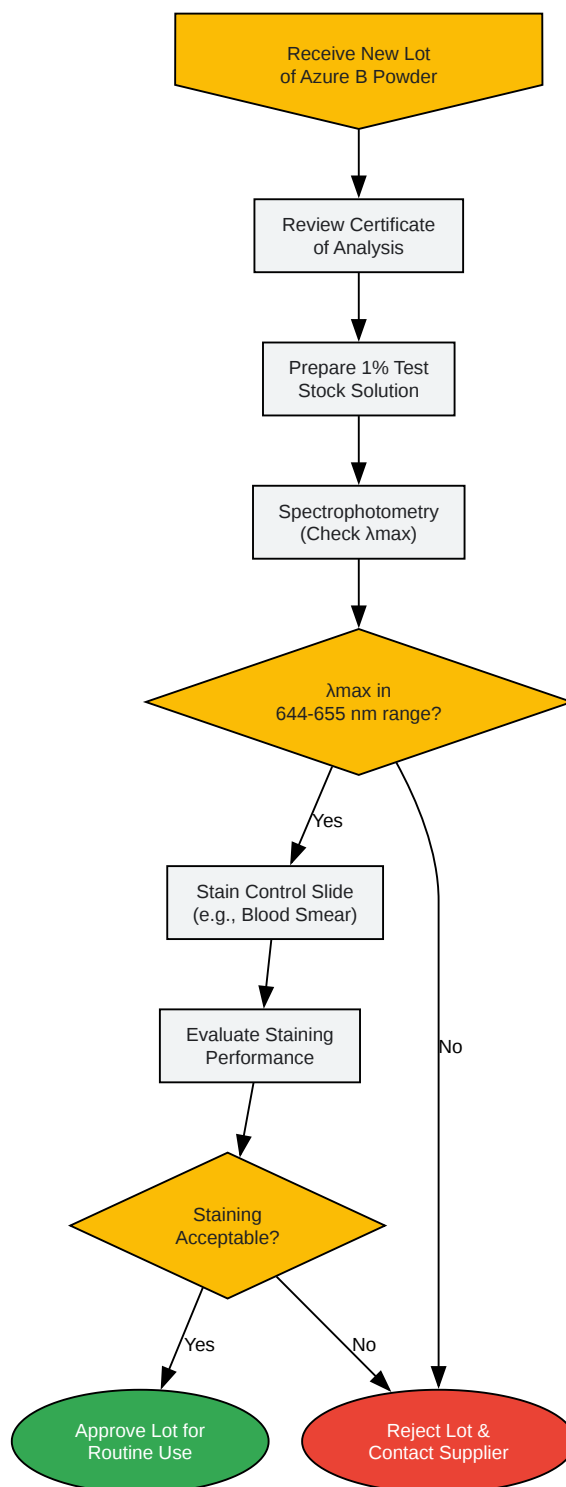 Receive New Lot
of Azure B Powder
Review Certificate
of Analysis
Prepare 1% Test
Stock Solution
Spectrophotometry
(Check λmax)
λmax in
644-655 nm range?
Yes
Stain Control Slide
(e.g., Blood Smear)
Evaluate Staining
Performance
No
Staining
Acceptable?
Yes
No
Approve Lot for
Routine Use
Reject Lot &
Contact Supplier